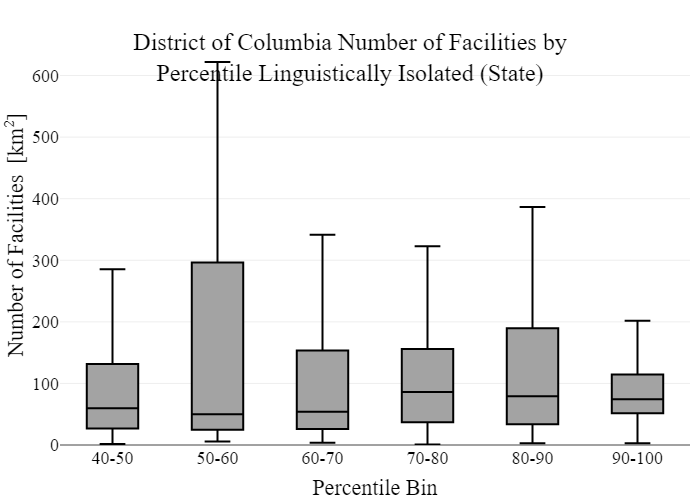 District of Columbia Number of Facilities by
Percentile Linguistically Isolated (State)
Number of Facilities [km²]
600
500
400
300
200
100
0
40-50 50-60 60-70 70-80 80-90 90-100
Percentile Bin